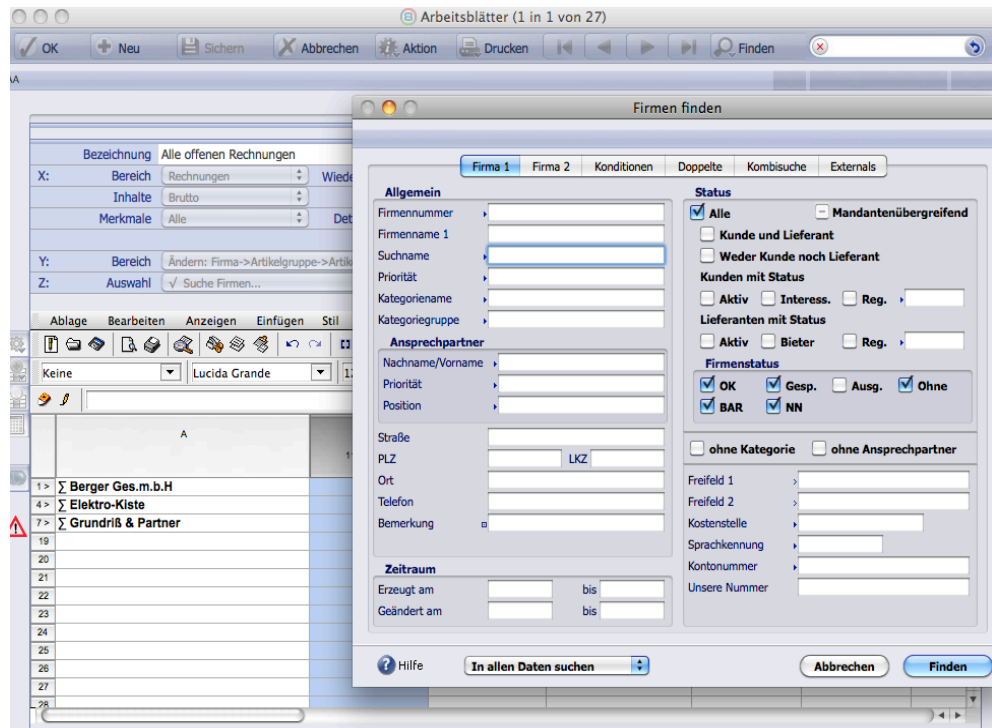 Arbeitsblätter (1 in 1 von 27)
OK Neu Sichern Abbrechen Aktion Drucken Finden
Bezeichnung Alle offenen Rechnungen
X: Bereich Rechnungen
Inhalte Brutto
Merkmale Alle
Y: Bereich Ändern: Firma->Artikelgruppe->
Z: Auswahl √ Suche Firmen...
Ablage Bearbeiten Anzeigen Einfügen Stil
Keine Lucida Grande
A
1> ∑ Berger Ges.m.b.H
4> ∑ Elektro-Kiste
7> ∑ Grundriß & Partner
19
20
21
22
23
24
25
26
27
28
Firmen finden
Firma 1 Firma 2 Konditionen Doppelte Kombisuche Externals
Allgemein
Firmennummer
Firmenname 1
Suchname
Priorität
Kategoriename
Kategoriegruppe
Ansprechpartner
Nachname/Vorname
Priorität
Position
Straße
PLZ LKZ
Ort
Telefon
Bemerkung
Zeitraum
Erzeugt am bis
Geändert am bis
Status
Alle Mandantenübergreifend
Kunde und Lieferant
Weder Kunde noch Lieferant
Kunden mit Status
Aktiv Interess. Reg.
Lieferanten mit Status
Aktiv Bieter Reg.
Firmenstatus
OK Gesp. Ausg. Ohne
BAR NN
ohne Kategorie ohne Ansprechpartner
Freifeld 1
Freifeld 2
Kostenstelle
Sprachkennung
Kontonummer
Unsere Nummer
Hilfe In allen Daten suchen Abbrechen Finden